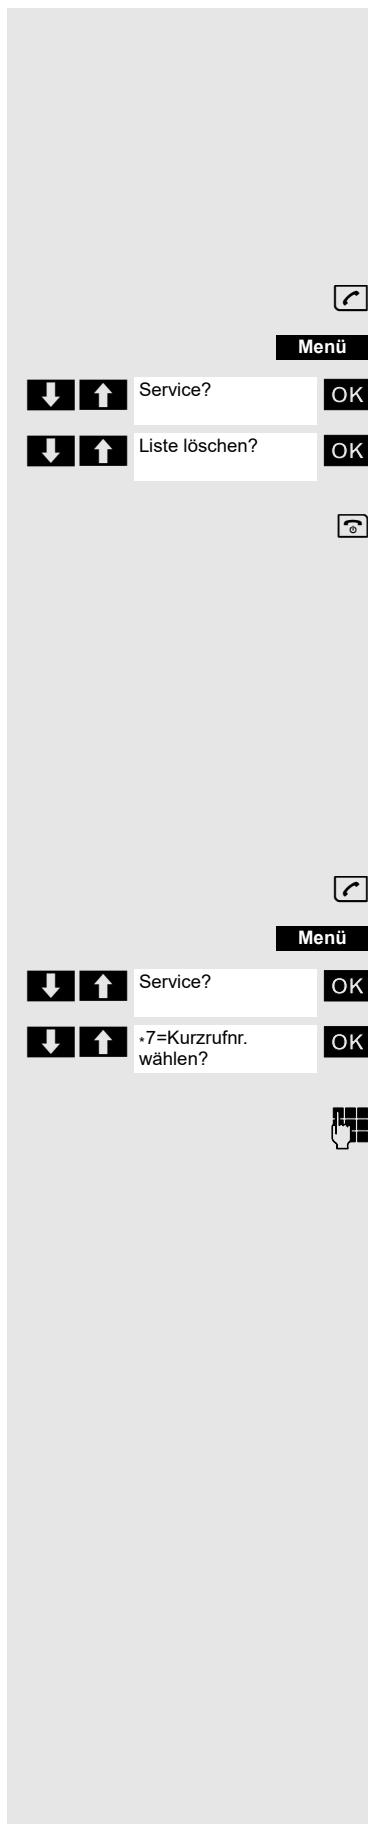 Menü
Service? OK
Liste löschen? OK
Menü
Service? OK
*7=Kurzrufnr. OK
wählen?